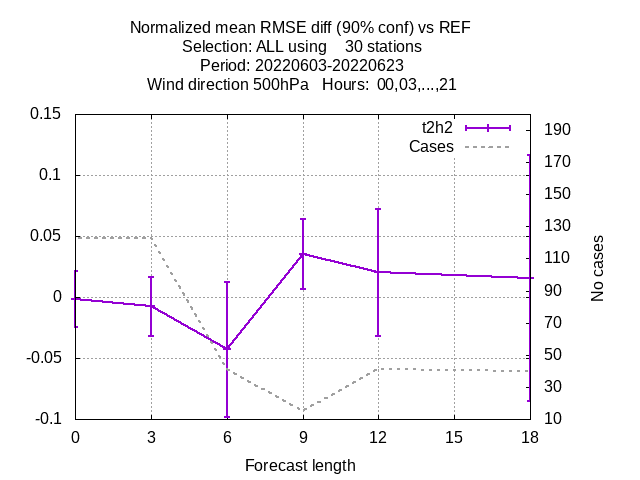 Normalized mean RMSE diff (90% conf) vs REF
Selection: ALL using    30 stations
Period: 20220603-20220623
Wind direction 500hPa   Hours:  00,03,...,21
t2h2
Cases
0.15
0.1
0.05
0
-0.05
-0.1
190
170
150
130
110
90
70
50
30
10
No cases
0 3 6 9 12 15 18
Forecast length